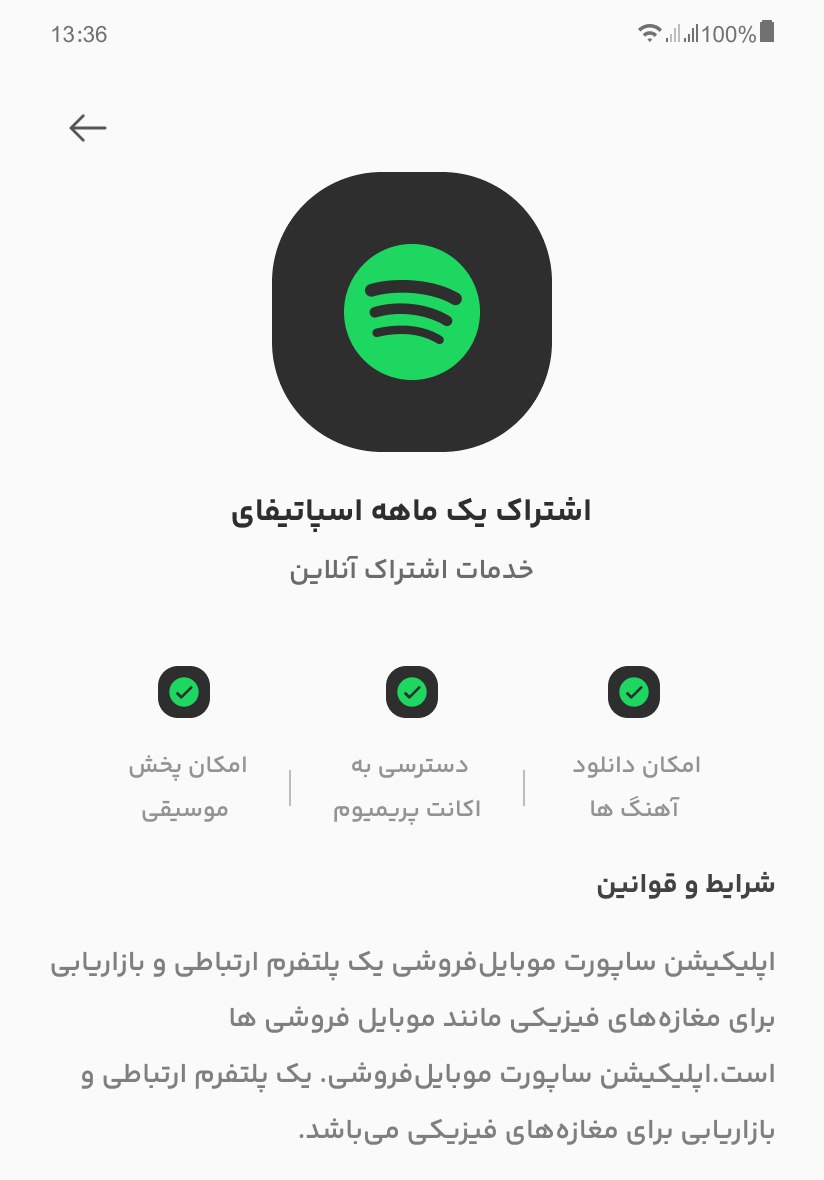 13:36
100%
اشتراک یک ماهه اسپاتیفای
خدمات اشتراک آنلاین
امکان دانلود
آهنگ ها
دسترسی به
اکانت پریمیوم
امکان پخش
موسیقی
شرایط و قوانین
اپلیکیشن ساپورت موبایل‌فروشی یک پلتفرم ارتباطی و بازاریابی
برای مغازه‌های فیزیکی مانند موبایل فروشی ها
است.اپلیکیشن ساپورت موبایل‌فروشی. یک پلتفرم ارتباطی و
بازاریابی برای مغازه‌های فیزیکی می‌باشد.